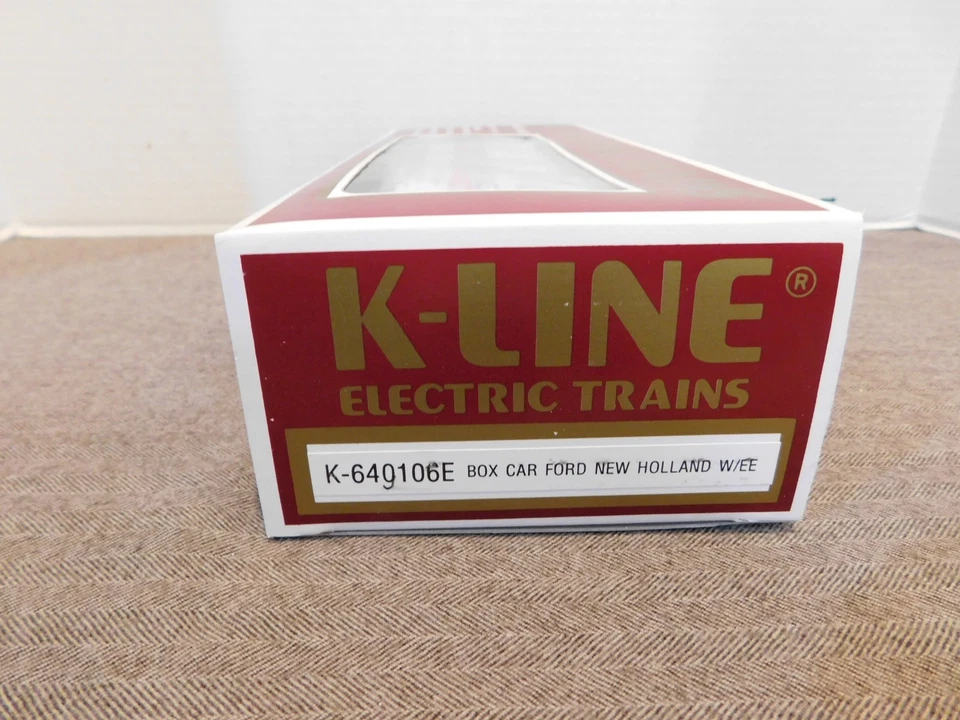 K-LINE®
ELECTRIC TRAINS
K-640106E BOX CAR FORD NEW HOLLAND W/EE